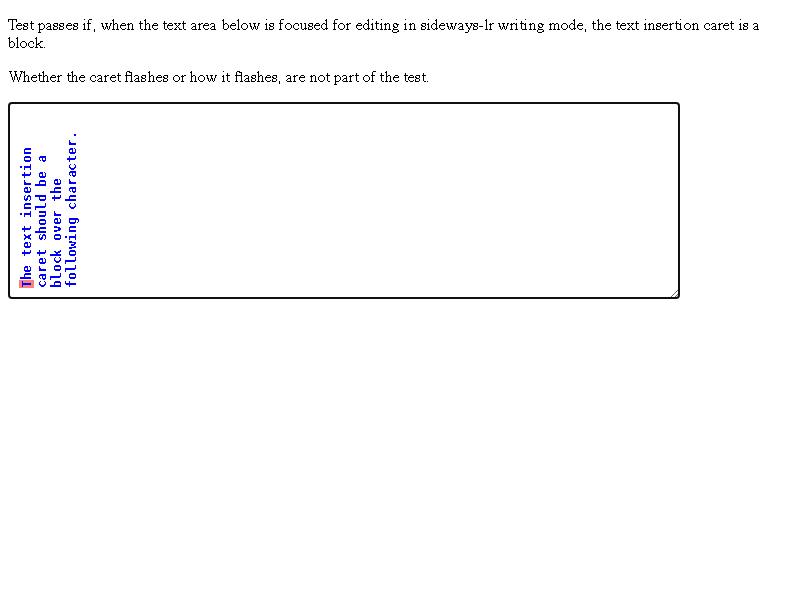 Test passes if, when the text area below is focused for editing in sideways-lr writing mode, the text insertion caret is a
block.
Whether the caret flashes or how it flashes, are not part of the test.
The text insertion
caret should be a
block over the
following character.